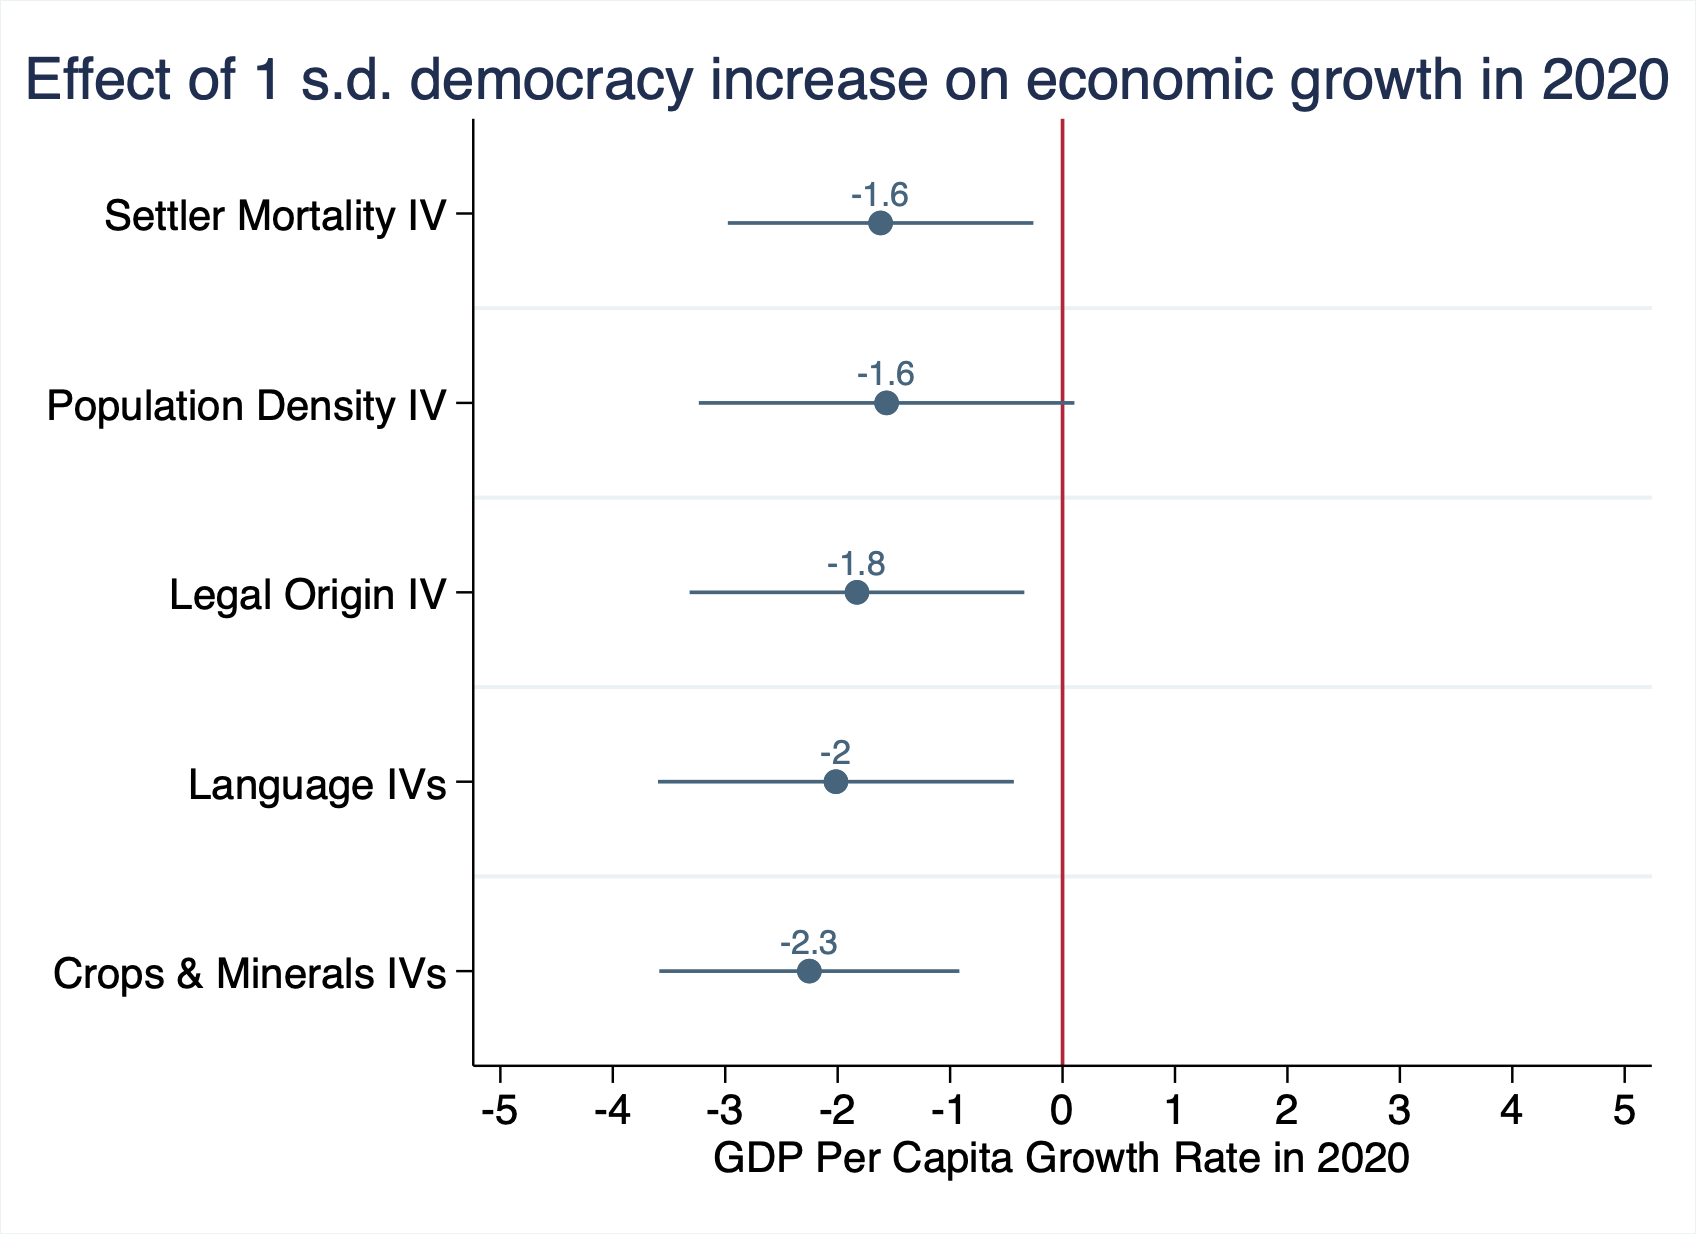 Effect of 1 s.d. democracy increase on economic growth in 2020
Settler Mortality IV
-1.6
Population Density IV
-1.6
Legal Origin IV
-1.8
Language IVs
-2
Crops & Minerals IVs
-2.3
-5 -4 -3 -2 -1 0 1 2 3 4 5
GDP Per Capita Growth Rate in 2020